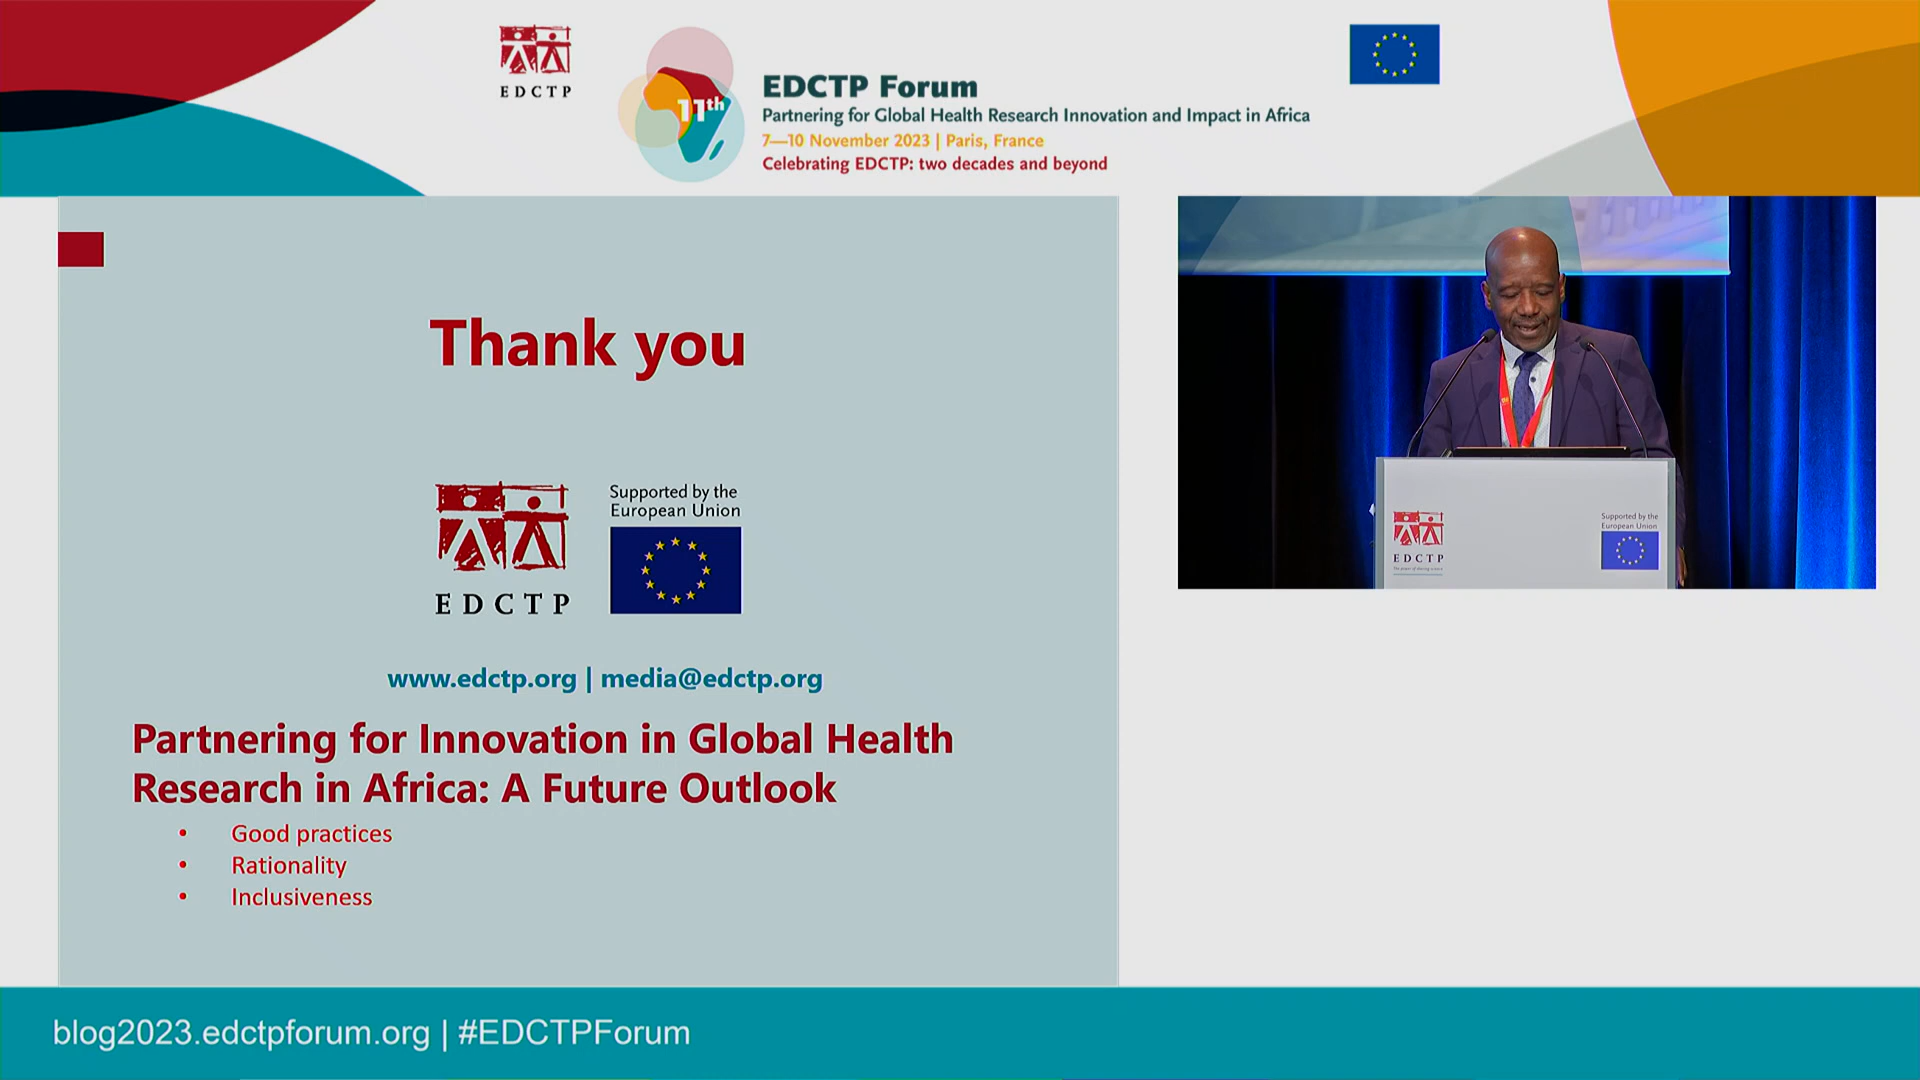 EDCTP
11th
EDCTP Forum
Partnering for Global Health Research Innovation and Impact in Africa
7—10 November 2023 | Paris, France
Celebrating EDCTP: two decades and beyond
Thank you
EDCTP
Supported by the
European Union
www.edctp.org | media@edctp.org
Partnering for Innovation in Global Health
Research in Africa: A Future Outlook
• Good practices
• Rationality
• Inclusiveness
EDCTP
Supported by the
European Union
blog2023.edctpforum.org | #EDCTPForum